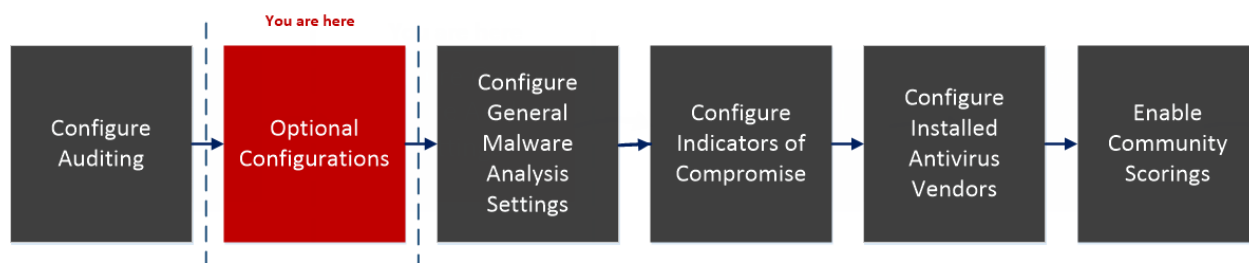 You are here
Configure
Auditing
Optional
Configurations
Configure
General
Malware
Analysis
Settings
Configure
Indicators of
Compromise
Configure
Installed
Antivirus
Vendors
Enable
Community
Scorings